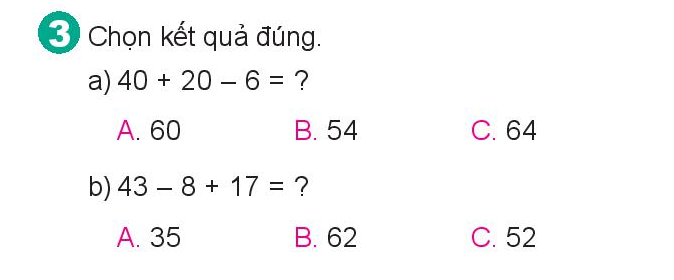 3 Chọn kết quả đúng.
a) 40 + 20 – 6 = ?
A. 60 B. 54 C. 64
b) 43 – 8 + 17 = ?
A. 35 B. 62 C. 52